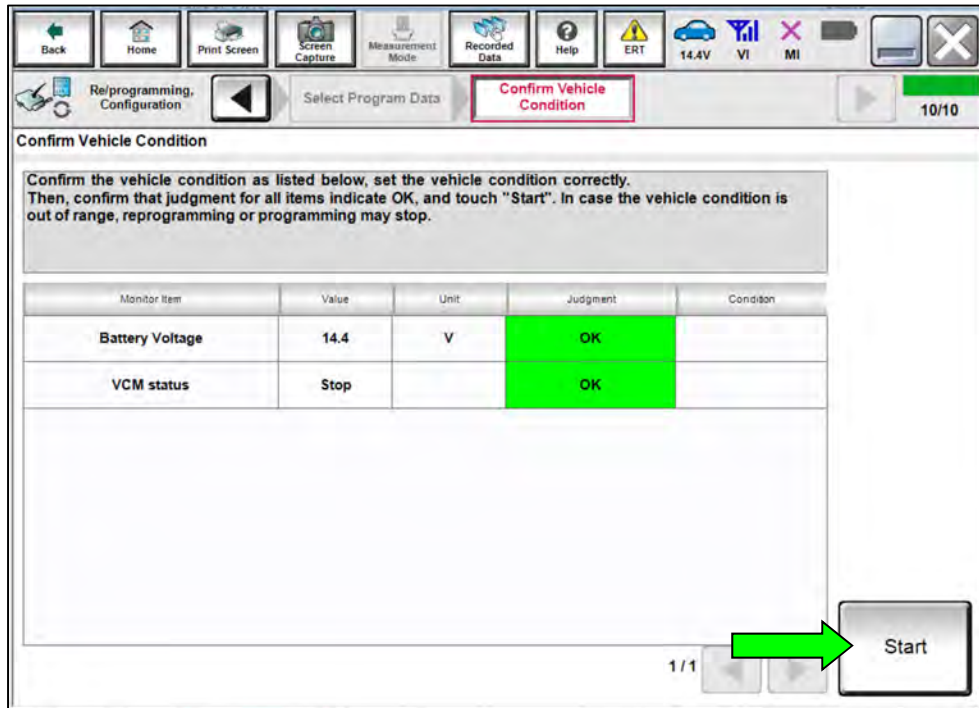 Back
Home
Print Screen
Screen
Capture
Measurement
Mode
Recorded
Data
Help
ERT
14.4V
VI
MI
Re/programming,
Configuration
Select Program Data
Confirm Vehicle
Condition
10/10
Confirm Vehicle Condition
Confirm the vehicle condition as listed below, set the vehicle condition correctly.
Then, confirm that judgment for all items indicate OK, and touch "Start". In case the vehicle condition is
out of range, reprogramming or programming may stop.
Monitor Item Value Unit Judgment Condition
Battery Voltage 14.4 V OK
VCM status Stop OK
Start
1/1